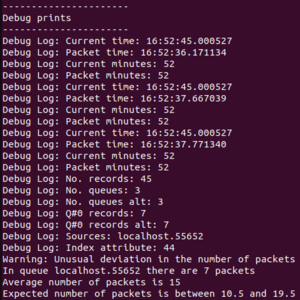 ----------------------
Debug prints
----------------------
Debug Log: Current time: 16:52:45.000527
Debug Log: Packet time: 16:52:36.171134
Debug Log: Current minutes: 52
Debug Log: Packet minutes: 52
Debug Log: Current time: 16:52:45.000527
Debug Log: Packet time: 16:52:37.667039
Debug Log: Current minutes: 52
Debug Log: Packet minutes: 52
Debug Log: Current time: 16:52:45.000527
Debug Log: Packet time: 16:52:37.771340
Debug Log: Current minutes: 52
Debug Log: Packet minutes: 52
Debug Log: No. records: 45
Debug Log: No. queues: 3
Debug Log: No. queues alt: 3
Debug Log: Q#0 records: 7
Debug Log: Q#0 records alt: 7
Debug Log: Sources: localhost.55652
Debug Log: Index attribute: 44
Warning: Unusual deviation in the number of packets
In queue localhost.55652 there are 7 packets
Average number of packets is 15
Expected number of packets is between 10.5 and 19.5